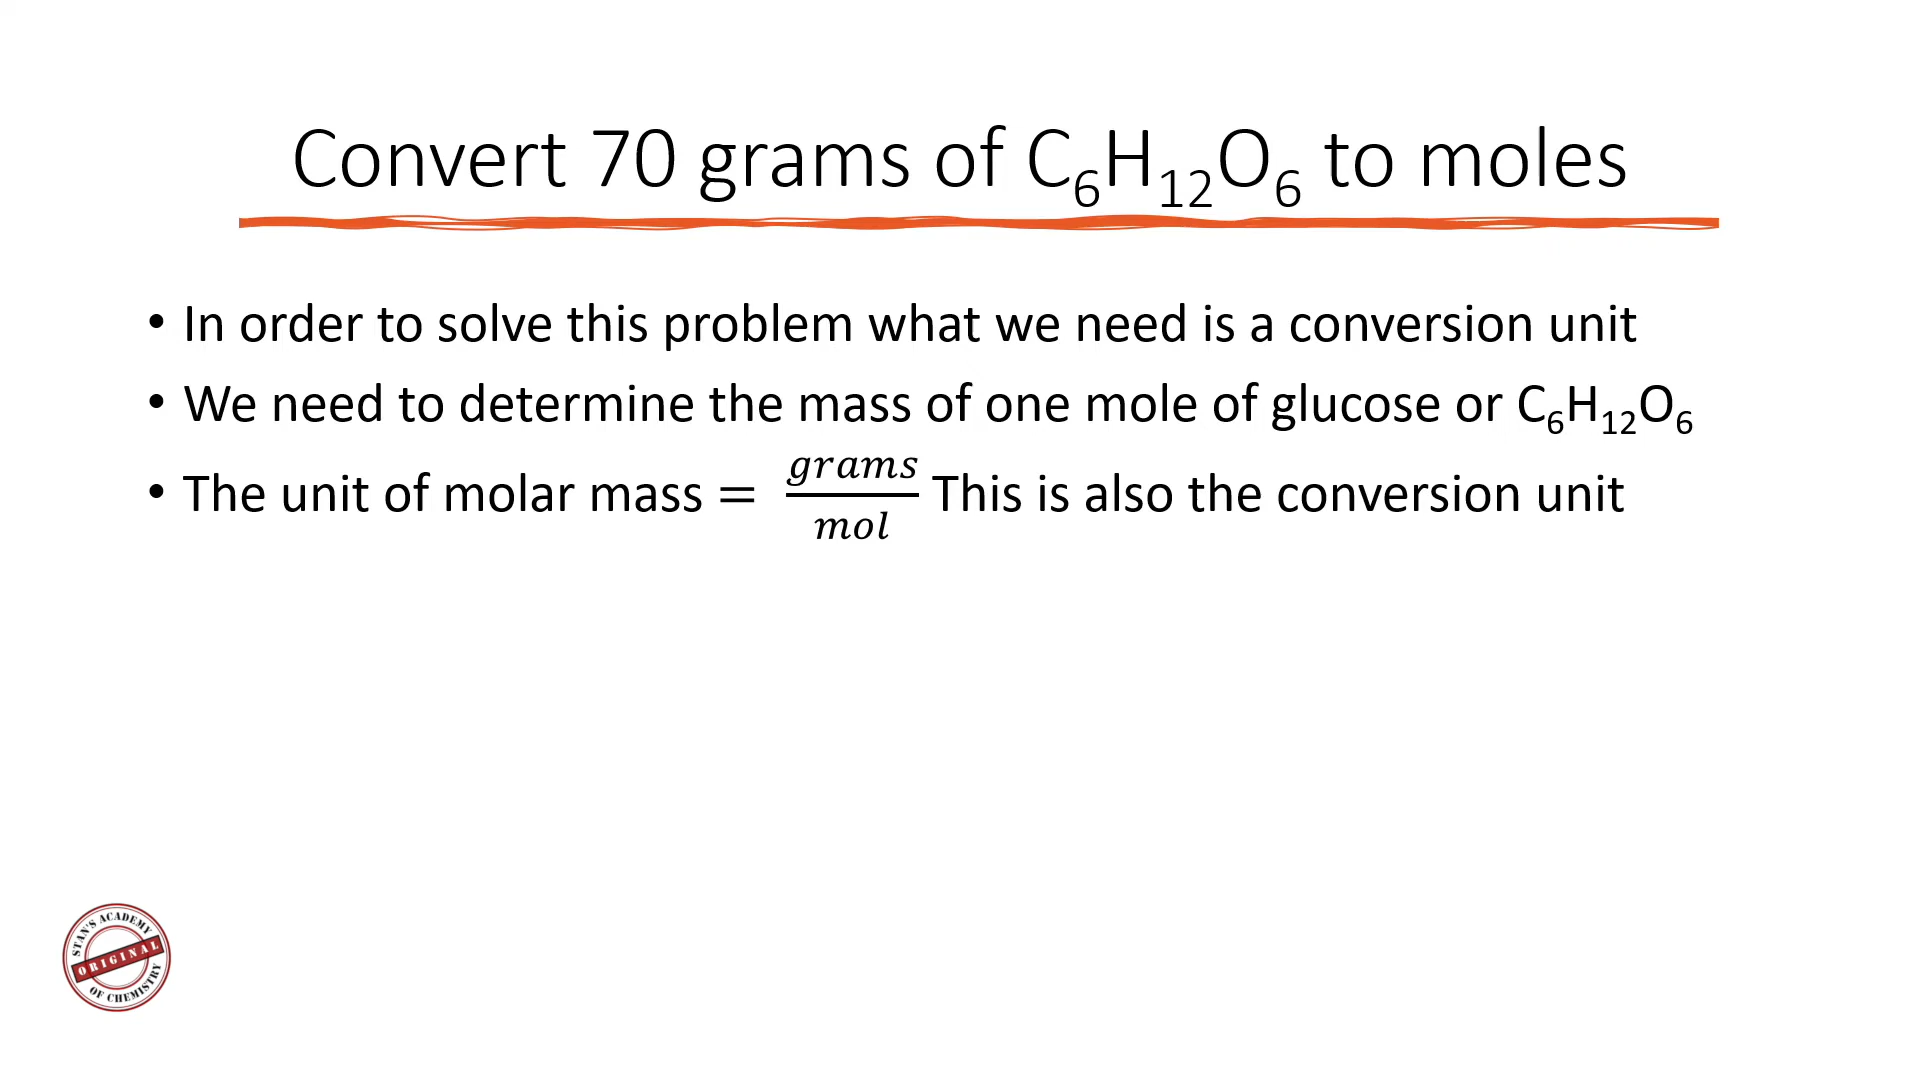 Convert 70 grams of C₆H₁₂O₆ to moles
• In order to solve this problem what we need is a conversion unit
• We need to determine the mass of one mole of glucose or C₆H₁₂O₆
• The unit of molar mass = grams/mol This is also the conversion unit
STAN'S ACADEMY
ORIGINAL
OF CHEMISTRY